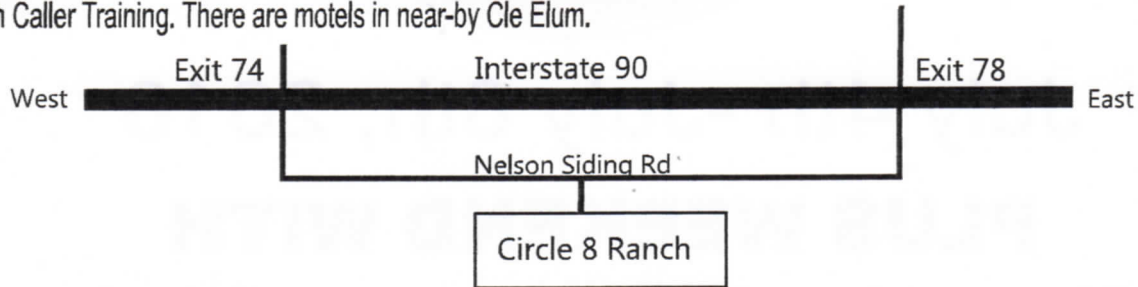 n Caller Training. There are motels in near-by Cle Elum.
Exit 74 Interstate 90 Exit 78
West East
Nelson Siding Rd
Circle 8 Ranch